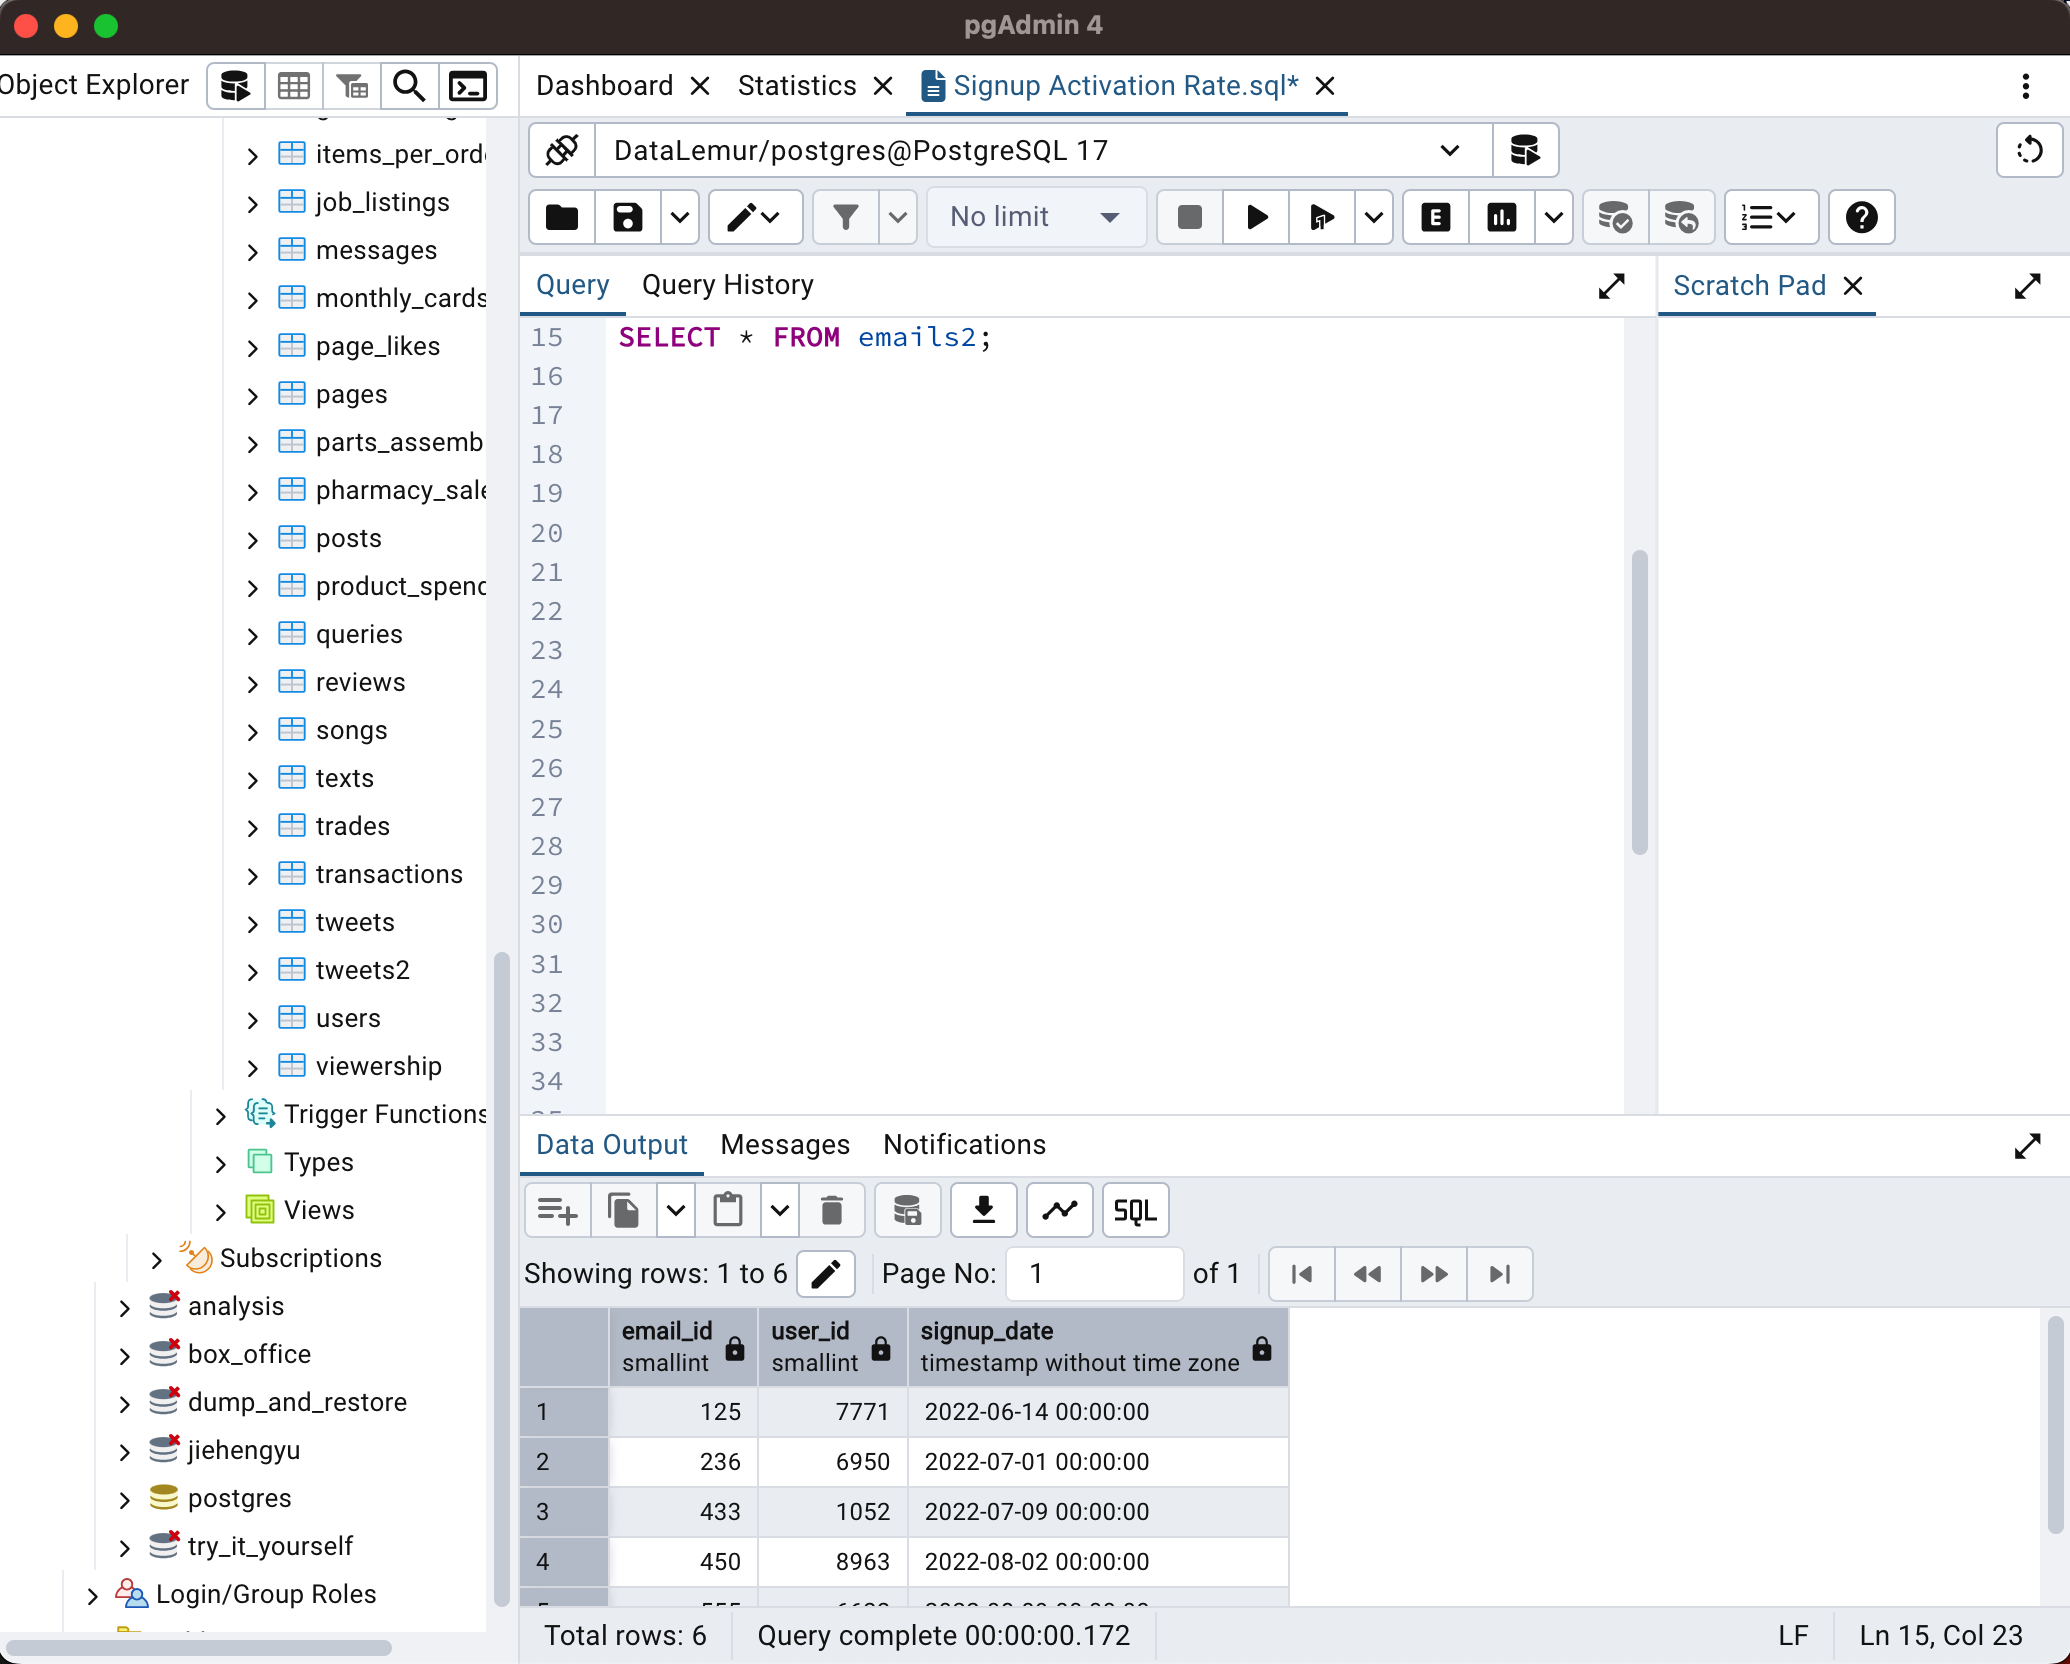 pgAdmin 4
Object Explorer
Dashboard
Statistics
Signup Activation Rate.sql*
DataLemur/postgres@PostgreSQL 17
No limit
E
Query
Query History
Scratch Pad
items_per_ord
job_listings
messages
monthly_cards
page_likes
pages
parts_assemb
pharmacy_sale
posts
product_spend
queries
reviews
songs
texts
trades
transactions
tweets
tweets2
users
viewership
Trigger Functions
Types
Views
Subscriptions
analysis
box_office
dump_and_restore
jiehengyu
postgres
try_it_yourself
Login/Group Roles
15 SELECT * FROM emails2;
16
17
18
19
20
21
22
23
24
25
26
27
28
29
30
31
32
33
34
Data Output
Messages
Notifications
SQL
Showing rows: 1 to 6
Page No: 1 of 1
email_id user_id signup_date
smallint smallint timestamp without time zone
1 125 7771 2022-06-14 00:00:00
2 236 6950 2022-07-01 00:00:00
3 433 1052 2022-07-09 00:00:00
4 450 8963 2022-08-02 00:00:00
Total rows: 6
Query complete 00:00:00.172
LF
Ln 15, Col 23